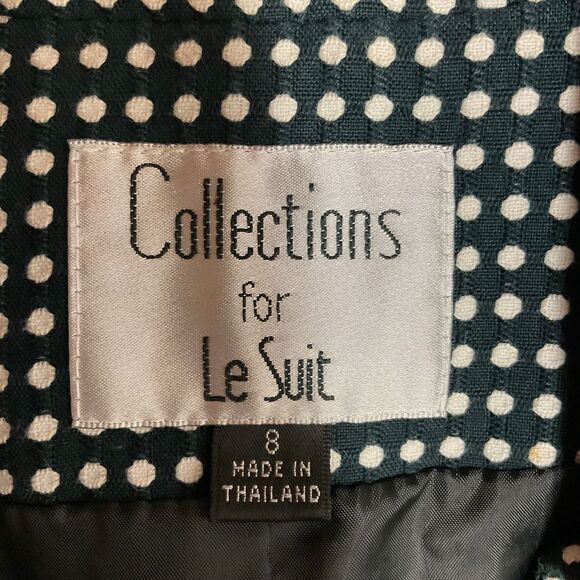 Collections
for
Le Suit
8
MADE IN
THAILAND